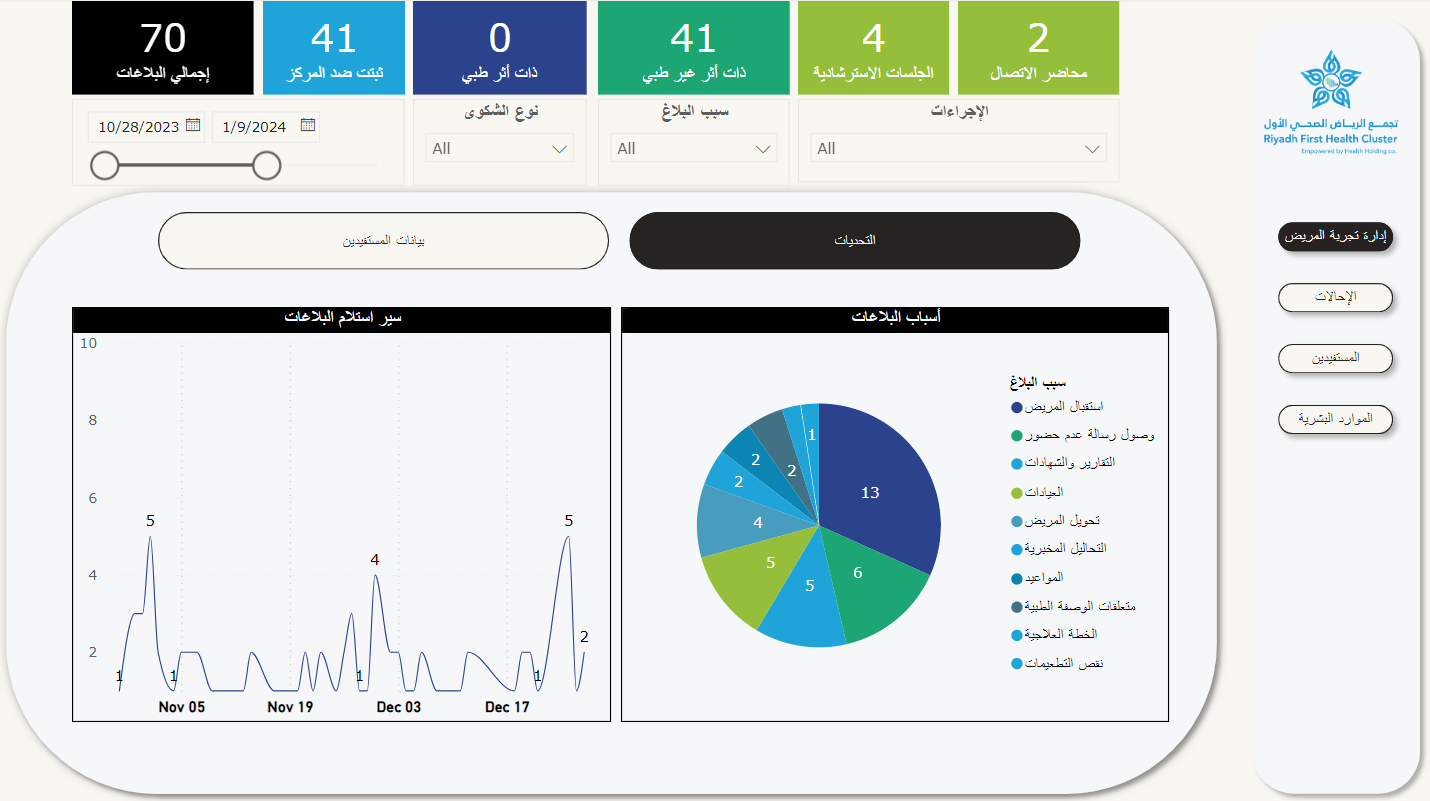 70
إجمالي البلاغات
41
ثبتت ضد المركز
0
ذات أثر طبي
41
ذات أثر غير طبي
4
الجلسات الاسترشادية
2
محاضر الاتصال
10/28/2023
1/9/2024
نوع الشكوى
All
سبب البلاغ
All
الإجراءات
All
تجمع الرياض الصحي الأول
Riyadh First Health Cluster
Empowered by Health Holding co.
إدارة تجربة المريض
الإحالات
المستفيدين
الموارد البشرية
بيانات المستفيدين
التحديات
سير استلام البلاغات
10
8
6
4
2
1
5
1
1
4
1
5
2
Nov 05
Nov 19
Dec 03
Dec 17
أسباب البلاغات
13
6
5
5
4
2
2
2
1
سبب البلاغ
استقبال المريض
وصول رسالة عدم حضور
التقارير والشهادات
العيادات
تحويل المريض
التحاليل المخبرية
المواعيد
متعلقات الوصفة الطبية
الخطة العلاجية
نقص التطعيمات